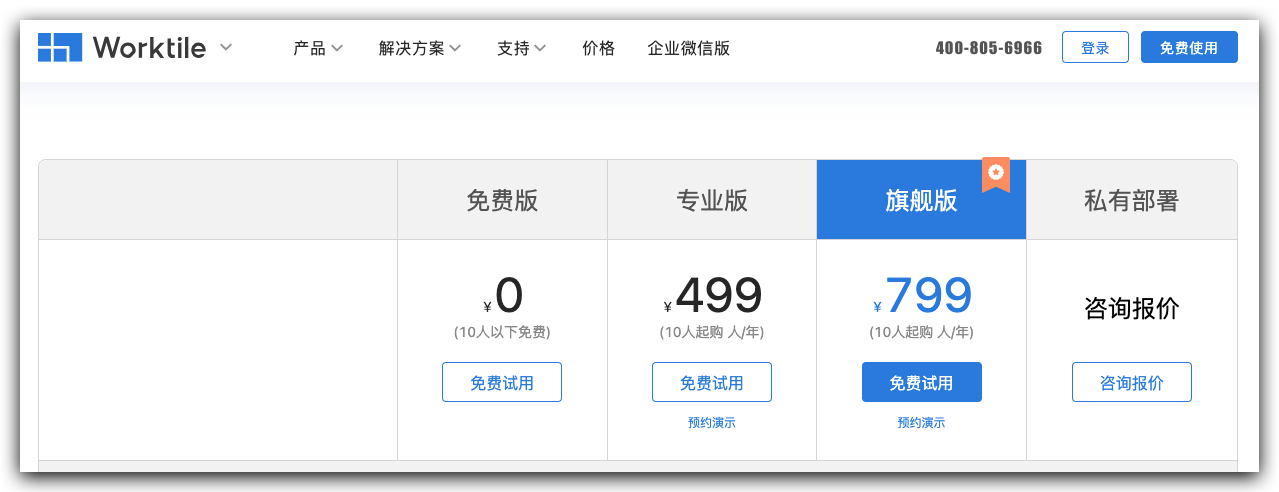 Worktile 产品 解决方案 支持 价格 企业微信版 400-805-6966 登录 免费使用
免费版 专业版 旗舰版 私有部署
¥0 ¥499 ¥799 咨询报价
(10人以下免费) (10人起购 人/年) (10人起购 人/年)
免费试用 免费试用 免费试用 咨询报价
预约演示 预约演示